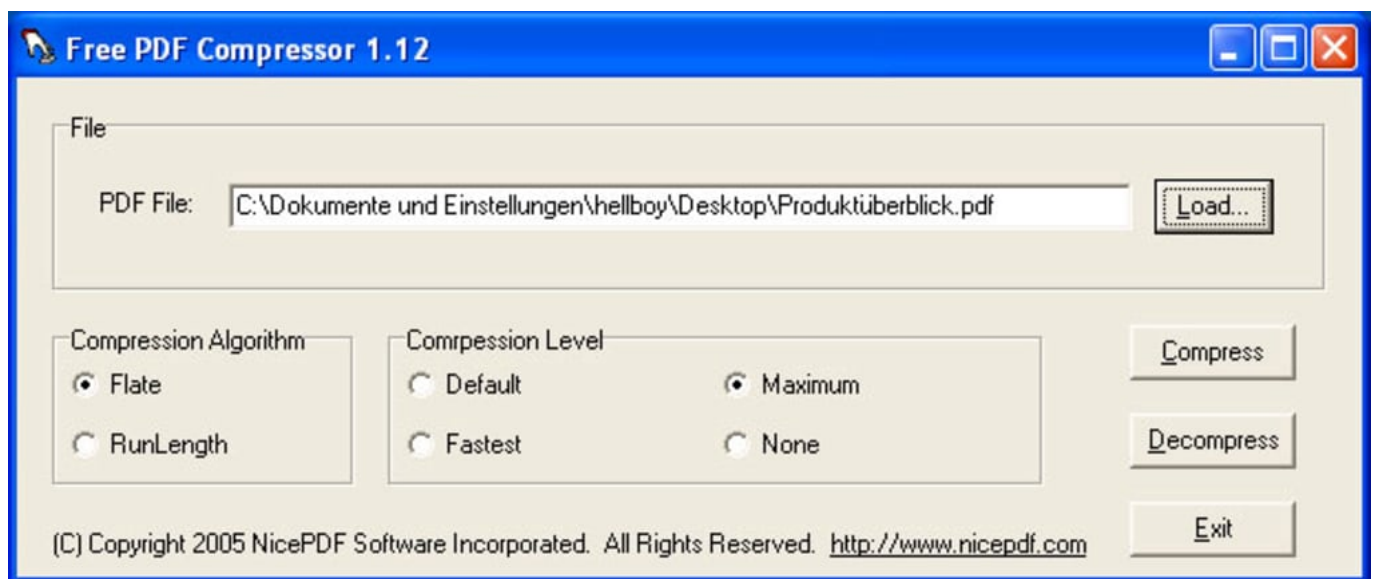 Free PDF Compressor 1.12
File
PDF File: C:\Dokumente und Einstellungen\hellboy\Desktop\Produktüberblick.pdf Load...
Compression Algorithm
Flate
RunLength
Comrpession Level
Default Maximum
Fastest None
Compress
Decompress
Exit
(C) Copyright 2005 NicePDF Software Incorporated. All Rights Reserved. http://www.nicepdf.com